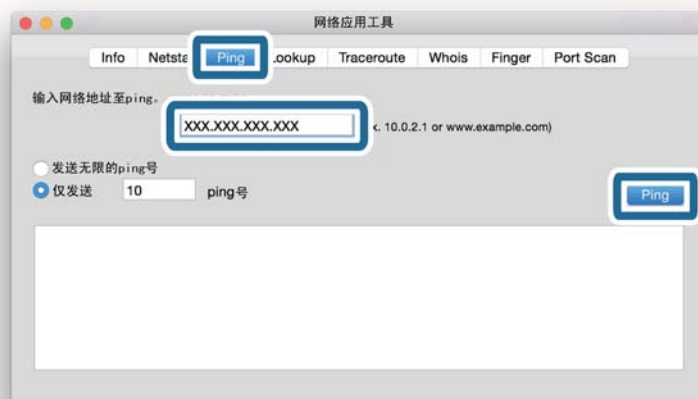 网络应用工具
Info Netsta Ping ookup Traceroute Whois Finger Port Scan
输入网络地址至ping。
XXX.XXX.XXX.XXX x. 10.0.2.1 or www.example.com)
发送无限的ping号
仅发送 10 ping号
Ping